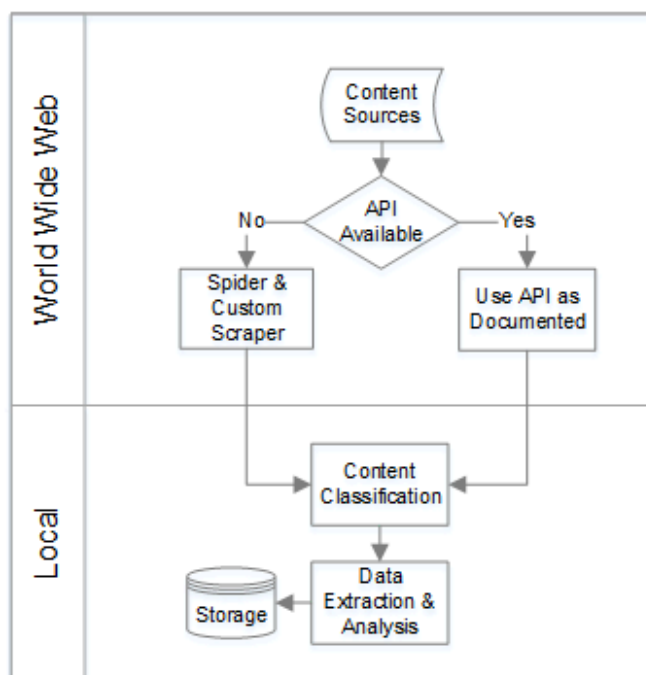 World Wide Web
Content
Sources
API
Available
No
Yes
Spider &
Custom
Scraper
Use API as
Documented
Local
Content
Classification
Data
Extraction &
Analysis
Storage